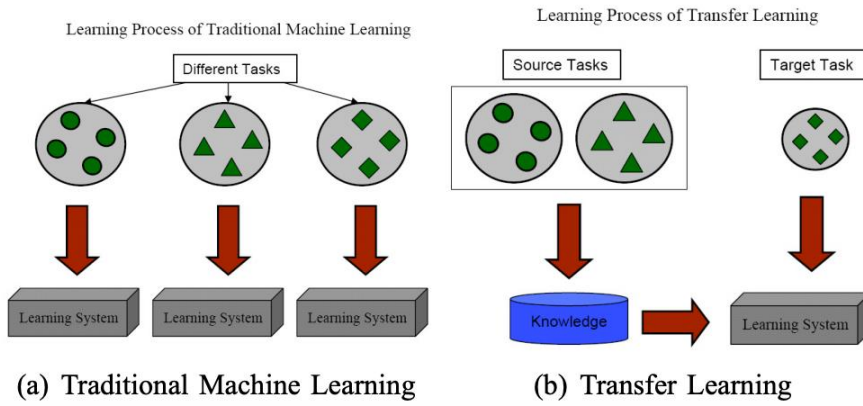 Learning Process of Traditional Machine Learning
Different Tasks
Learning System
Learning System
Learning System
(a) Traditional Machine Learning
Learning Process of Transfer Learning
Source Tasks
Target Task
Knowledge
Learning System
(b) Transfer Learning